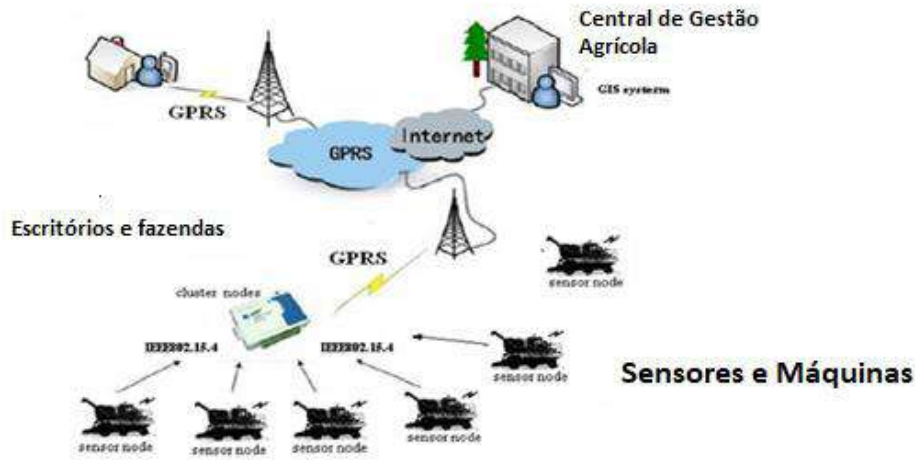 Central de Gestão
Agrícola
GIS systerm
GPRS
Internet
GPRS
Escritórios e fazendas
GPRS
sensor node
cluster nodes
IEEE802.15.4
IEEE802.15.4
sensor node
Sensores e Máquinas
sensor node
sensor node
sensor node
sensor node